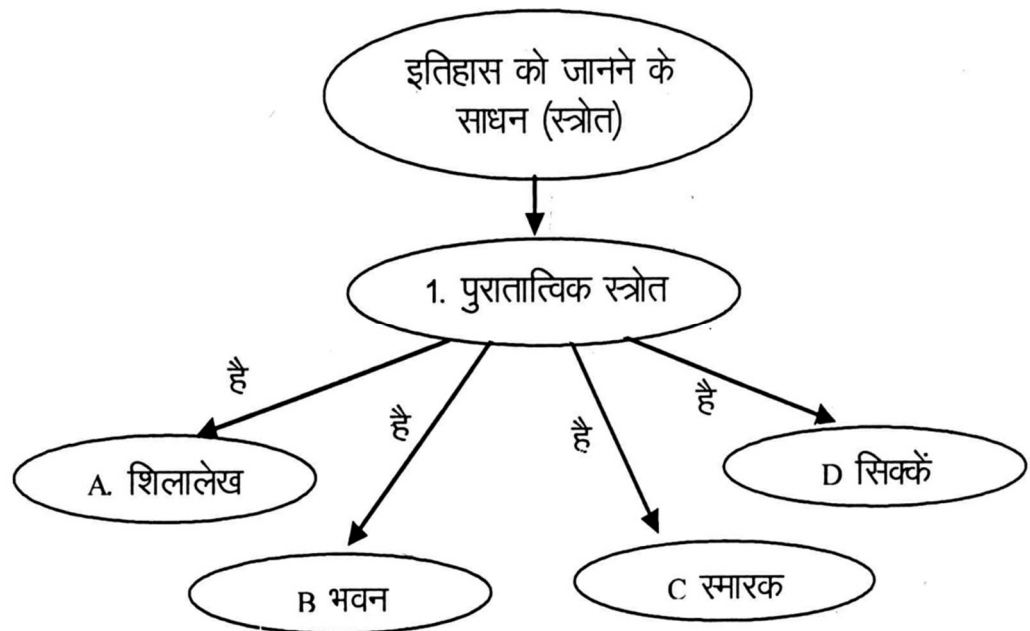 इतिहास को जानने के
साधन (स्त्रोत)
1. पुरातात्विक स्त्रोत
है
है
है
है
A. शिलालेख
D सिक्कें
B भवन
C स्मारक